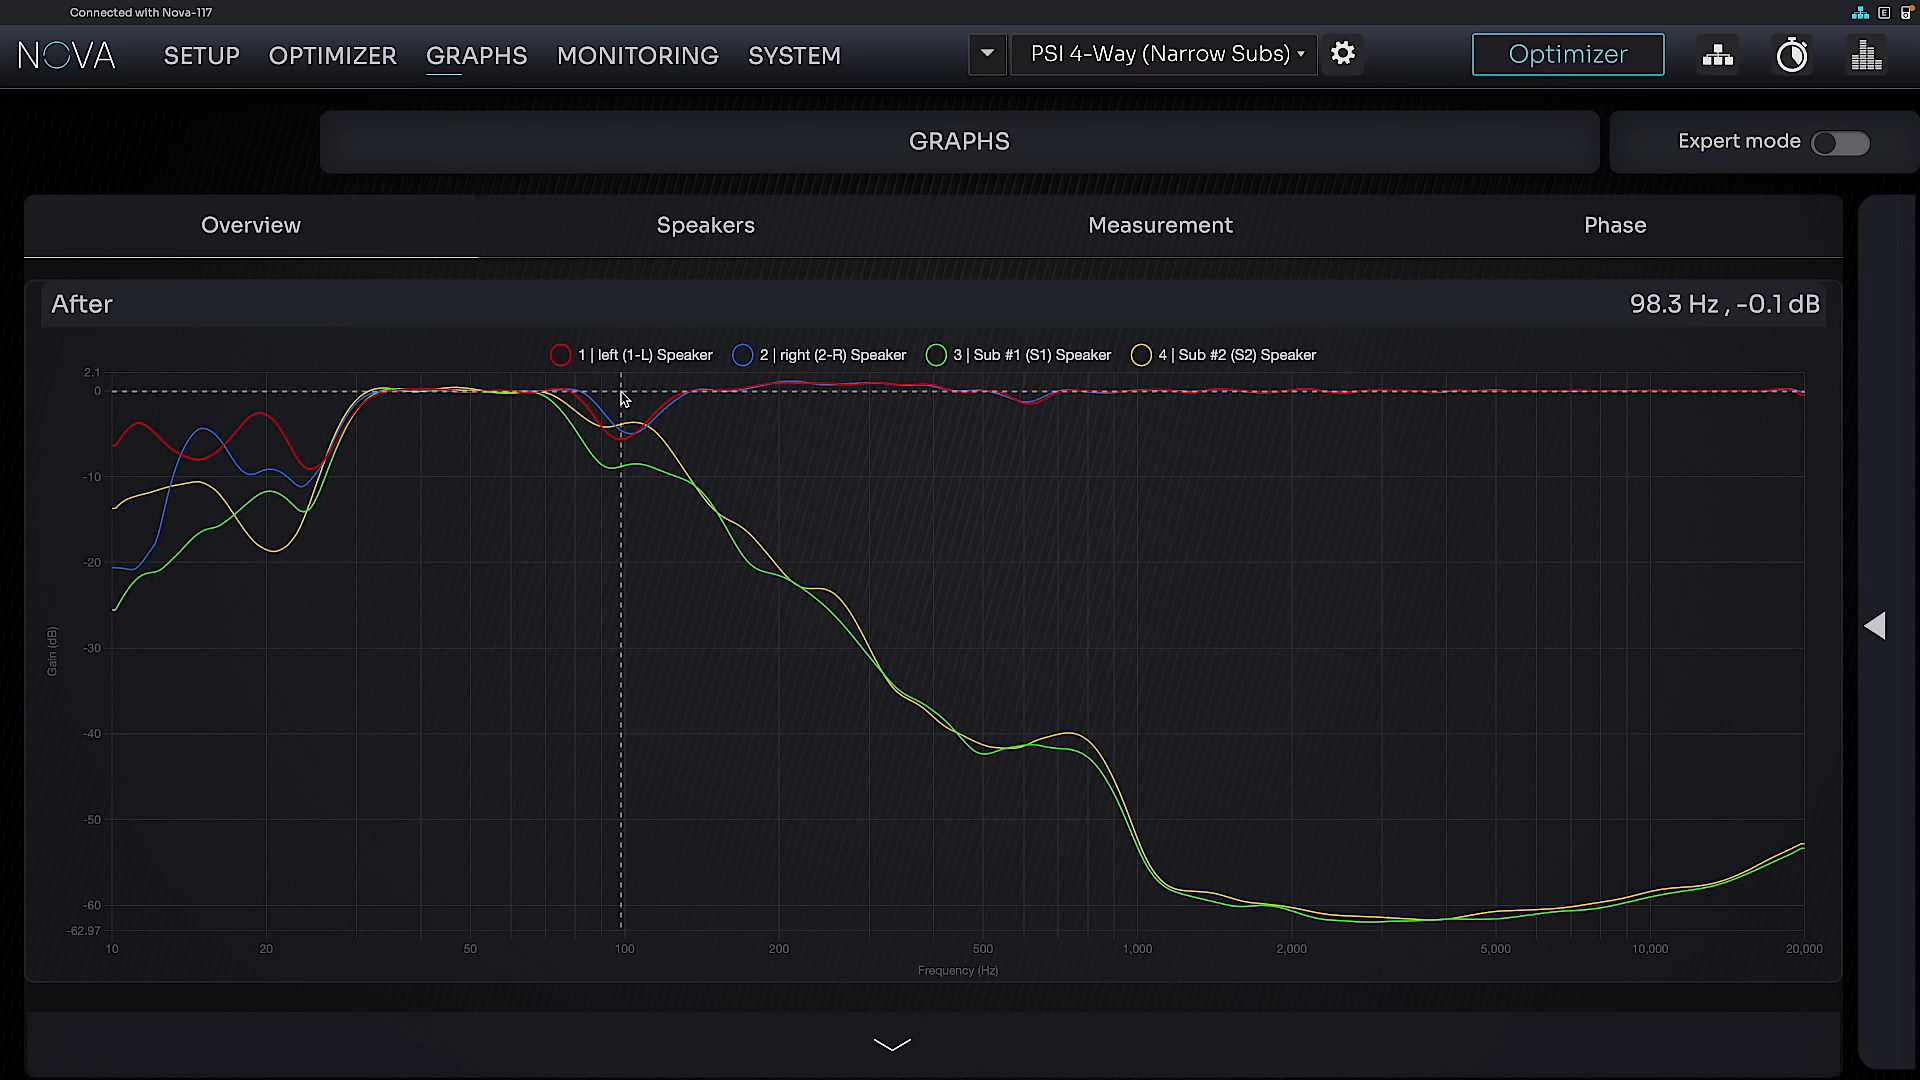 Connected with Nova-117
E
NOVA SETUP OPTIMIZER GRAPHS MONITORING SYSTEM PSI 4-Way (Narrow Subs) Optimizer
GRAPHS
Expert mode
Overview Speakers Measurement Phase
After 98.3 Hz , -0.1 dB
1 | left (1-L) Speaker 2 | right (2-R) Speaker 3 | Sub #1 (S1) Speaker 4 | Sub #2 (S2) Speaker
2.1
0
-10
-20
-30
-40
-50
-60
-62.97
Gain (dB)
10 20 50 100 200 500 1,000 2,000 5,000 10,000 20,000
Frequency (Hz)